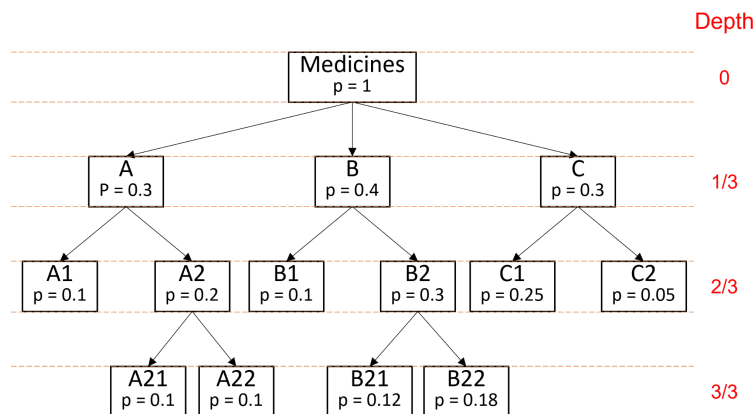 Depth
Medicines
p = 1
0
A
P = 0.3
B
p = 0.4
C
p = 0.3
1/3
A1
p = 0.1
A2
p = 0.2
B1
p = 0.1
B2
p = 0.3
C1
p = 0.25
C2
p = 0.05
2/3
A21
p = 0.1
A22
p = 0.1
B21
p = 0.12
B22
p = 0.18
3/3